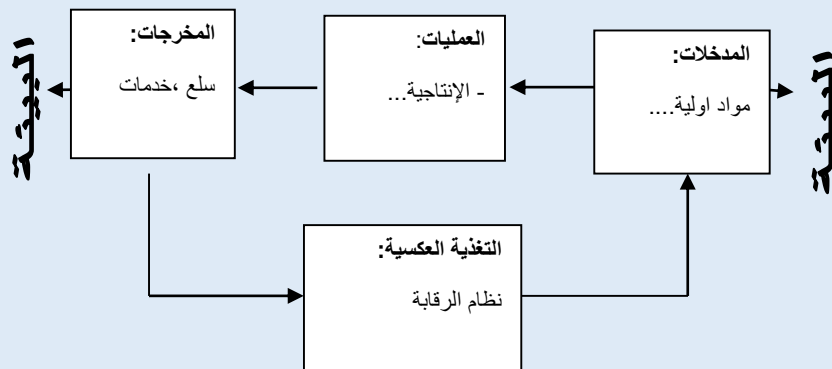 البيئة
المدخلات:
مواد اولية....
العمليات:
- الإنتاجية...
المخرجات:
سلع ،خدمات
البيئة
التغذية العكسية:
نظام الرقابة